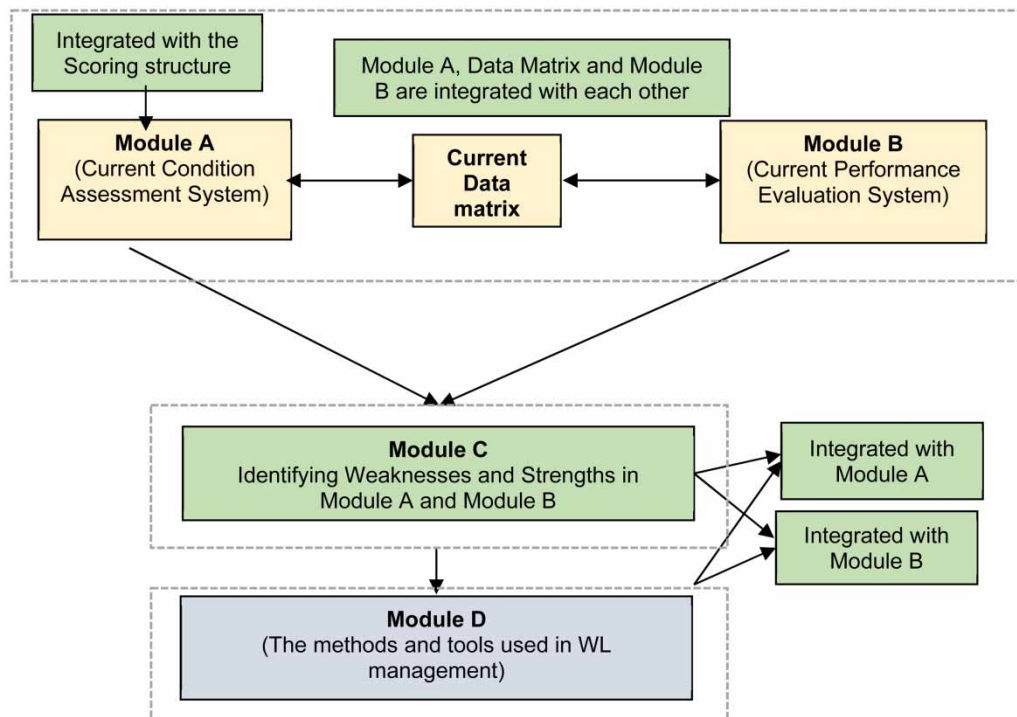 Integrated with the
Scoring structure
Module A, Data Matrix and Module
B are integrated with each other
Module A
(Current Condition
Assessment System)
Current
Data
matrix
Module B
(Current Performance
Evaluation System)
Module C
Identifying Weaknesses and Strengths in
Module A and Module B
Integrated with
Module A
Integrated with
Module B
Module D
(The methods and tools used in WL
management)